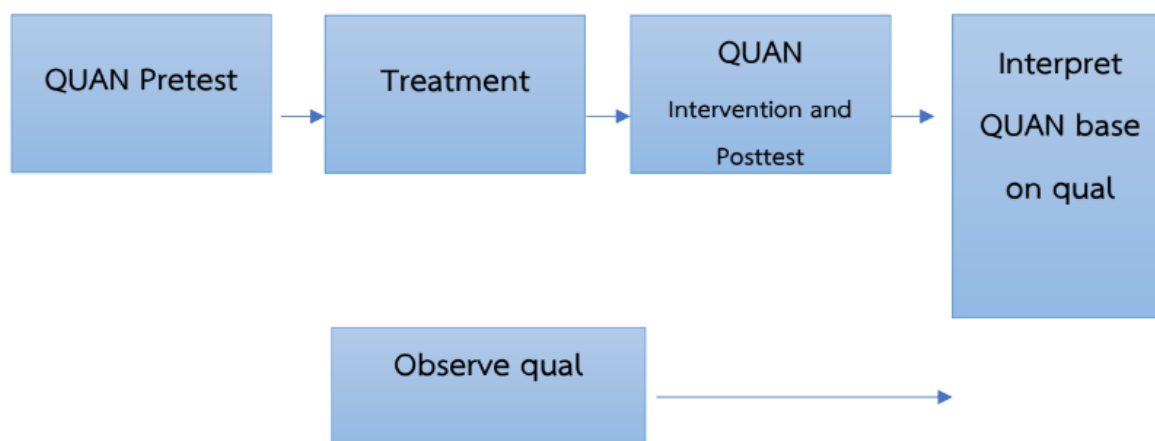 QUAN Pretest
Treatment
QUAN
Intervention and
Posttest
Interpret
QUAN base
on qual
Observe qual